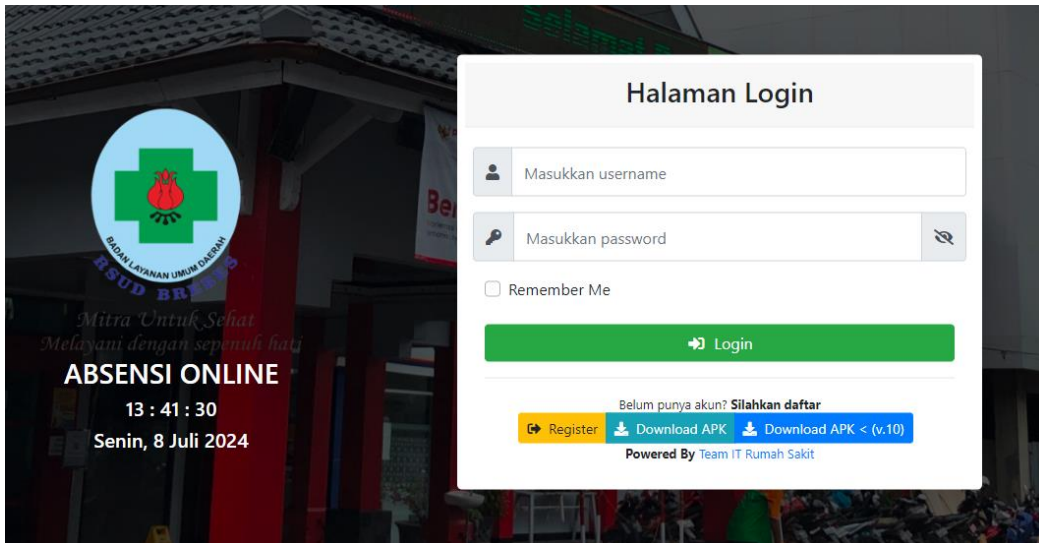 Selamat
Ber
BADAN LAYANAN UMUM DAERAH
RSUD BREBES
Mitra Untuk Sehat
Melayani dengan sepenuh hati
ABSENSI ONLINE
13 : 41 : 30
Senin, 8 Juli 2024
Halaman Login
Masukkan username
Masukkan password
Remember Me
Login
Belum punya akun? Silahkan daftar
Register Download APK Download APK < (v.10)
Powered By Team IT Rumah Sakit